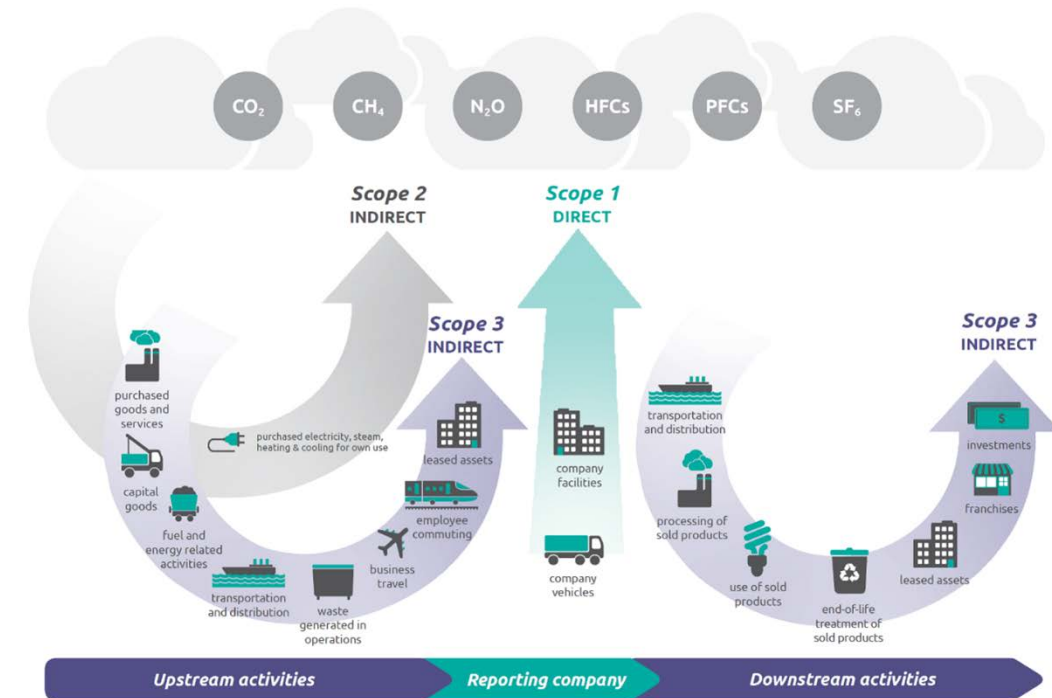 CO₂
CH₄
N₂O
HFCs
PFCs
SF₆
Scope 2
INDIRECT
Scope 1
DIRECT
Scope 3
INDIRECT
Scope 3
INDIRECT
purchased
goods and
services
capital
goods
fuel and
energy related
activities
transportation
and distribution
waste
generated in
operations
business
travel
employee
commuting
leased assets
purchased electricity, steam,
heating & cooling for own use
company
facilities
company
vehicles
transportation
and distribution
processing of
sold products
use of sold
products
end-of-life
treatment of
sold products
leased assets
franchises
investments
$
Upstream activities
Reporting company
Downstream activities